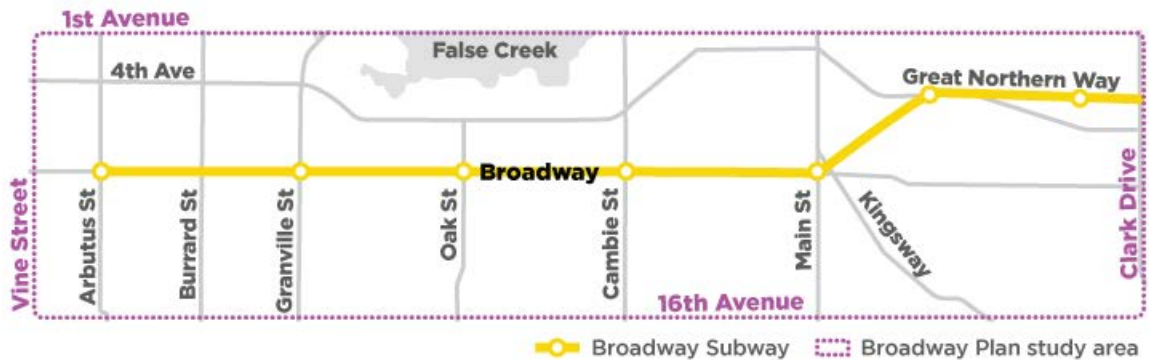 1st Avenue
False Creek
4th Ave
Great Northern Way
Broadway
Vine Street
Arbutus St
Burrard St
Granville St
Oak St
Cambie St
Main St
Kingsway
Clark Drive
16th Avenue
Broadway Subway
Broadway Plan study area